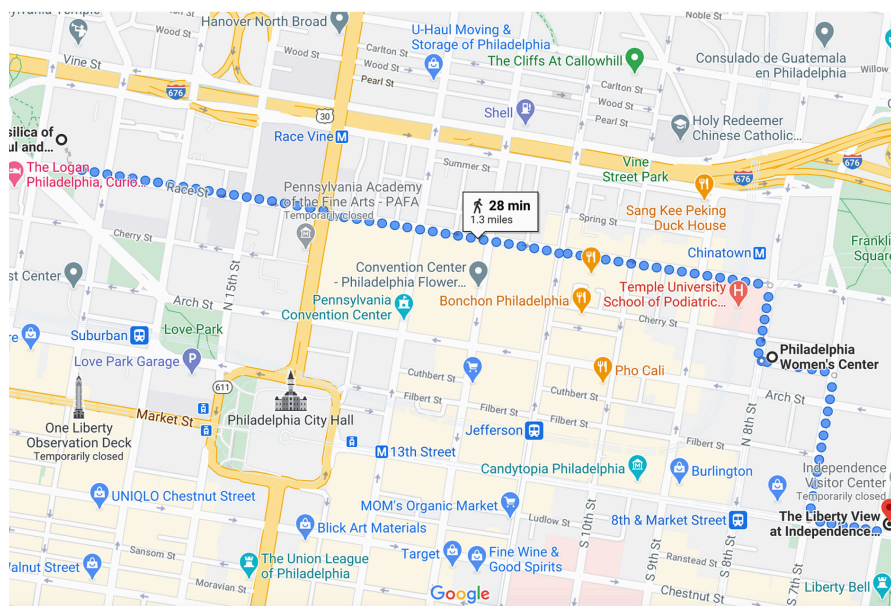 Hanover North Broad
Noble St
Wood St
Wood St
U-Haul Moving &
Storage of Philadelphia
Carlton St
Wood St
Pearl St
The Cliffs At Callowhill
Consulado de Guatemala
en Philadelphia
Willow
Vine St
676
Carlton St
Wood St
Pearl St
Shell
Holy Redeemer
Chinese Catholic...
30
Race Vine M
silica of
ul and...
The Logan
Philadelphia, Curio...
Race St
Summer St
Vine
Street Park
676
676
Pennsylvania Academy
of the Fine Arts - PAFA
Temporarily closed
28 min
1.3 miles
Spring St
Sang Kee Peking
Duck House
Cherry St
Chinatown M
Franklin
Square
st Center
N 15th St
Convention Center
- Philadelphia Flower...
Temple University
School of Podiatric...
H
Arch St
Pennsylvania
Convention Center
Bonchon Philadelphia
Cherry St
Love Park
Suburban
Love Park Garage
P
Philadelphia
Women's Center
Pho Cali
Cuthbert St
Cuthbert St
Arch St
611
Philadelphia City Hall
Market St
Filbert St
Filbert St
Filbert St
N 8th St
One Liberty
Observation Deck
Temporarily closed
Jefferson
M 13th Street
Candytopia Philadelphia
Burlington
Independence
Visitor Center
Temporarily closed
UNIQLO Chestnut Street
MOM's Organic Market
Ludlow St
8th & Market Street
The Liberty View
at Independence...
Blick Art Materials
S 10th St
S 9th St
S 8th St
S 7th St
Sansom St
The Union League
of Philadelphia
Target
Fine Wine &
Good Spirits
Ranstead St
Walnut Street
Moravian St
Google
Chestnut St
Liberty Bell